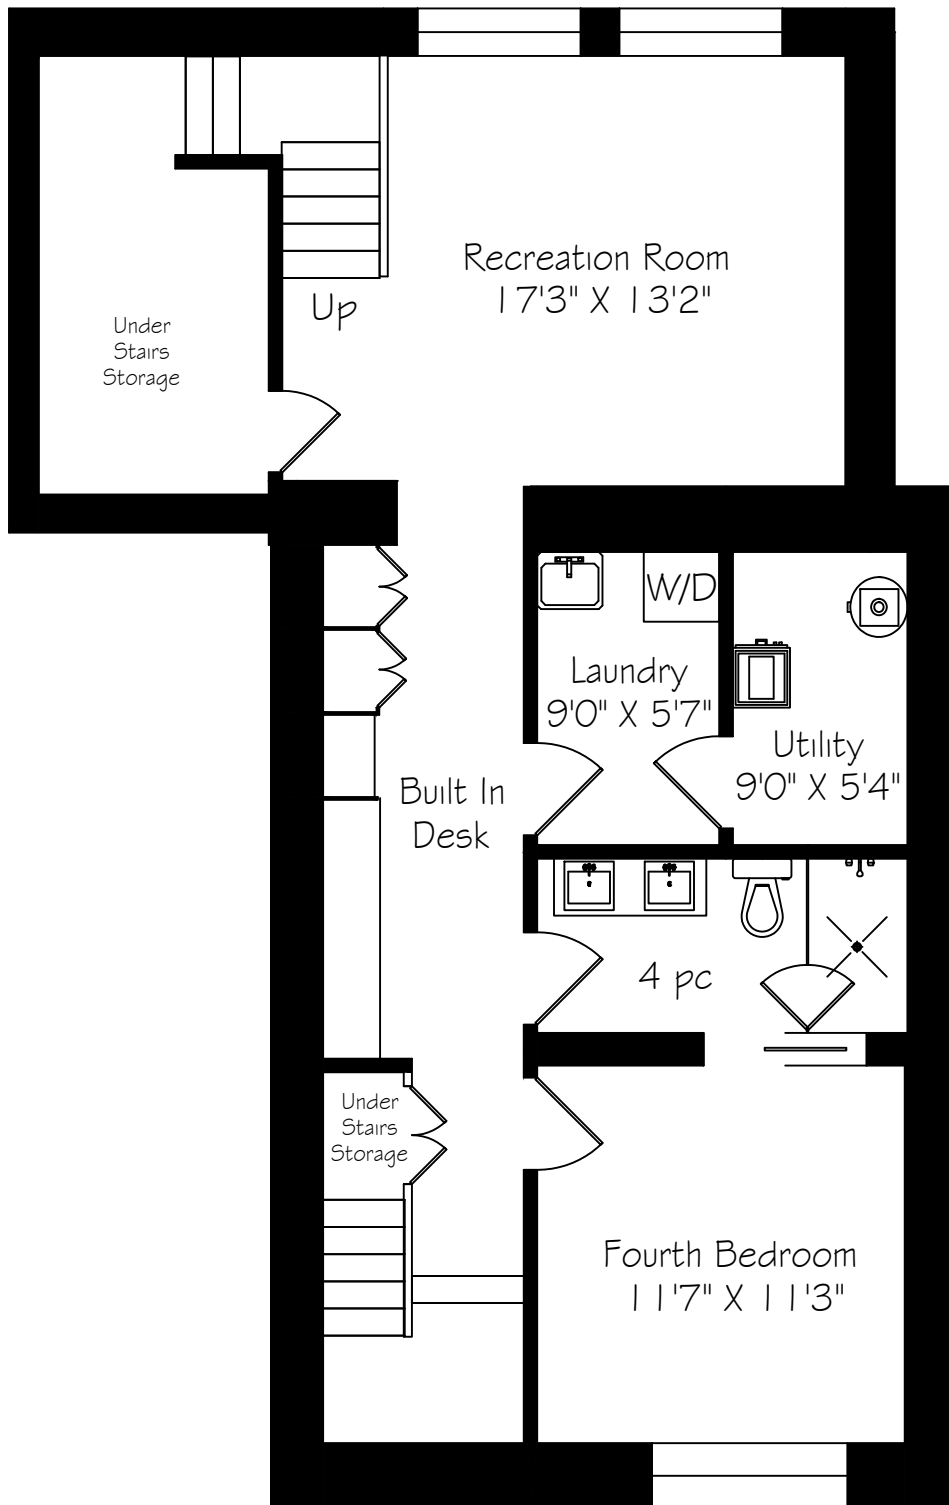 Recreation Room
17'3" X 13'2"
Up
Under
Stairs
Storage
W/D
Laundry
9'0" X 5'7"
Utility
9'0" X 5'4"
Built In
Desk
4 pc
Under
Stairs
Storage
Fourth Bedroom
11'7" X 11'3"